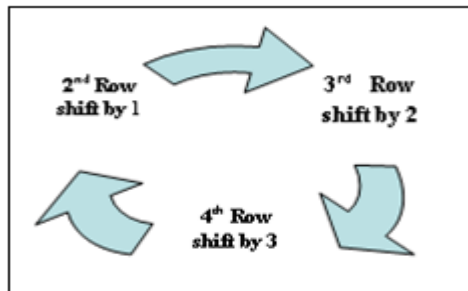 2nd Row
shift by 1
3rd Row
shift by 2
4th Row
shift by 3